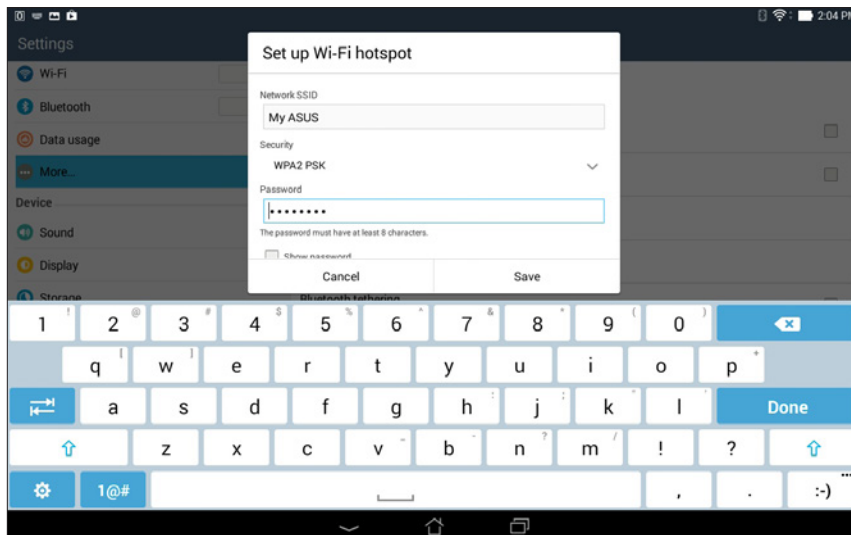 2:04 PM
Settings
Set up Wi-Fi hotspot
Wi-Fi
Bluetooth
Data usage
More...
Device
Sound
Display
Storage
Network SSID
My ASUS
Security
WPA2 PSK
Password
••••••••
The password must have at least 8 characters.
Show password
Cancel Save
Bluetooth tethering
1 ! 2 @ 3 # 4 $ 5 % 6 ^ 7 & 8 * 9 ( 0 )
q [ w ] e r t y u i o p +
a s d f g h : j ; k " l ' Done
z x c v _ b - n ? m / ! ?
1@# , . :-)